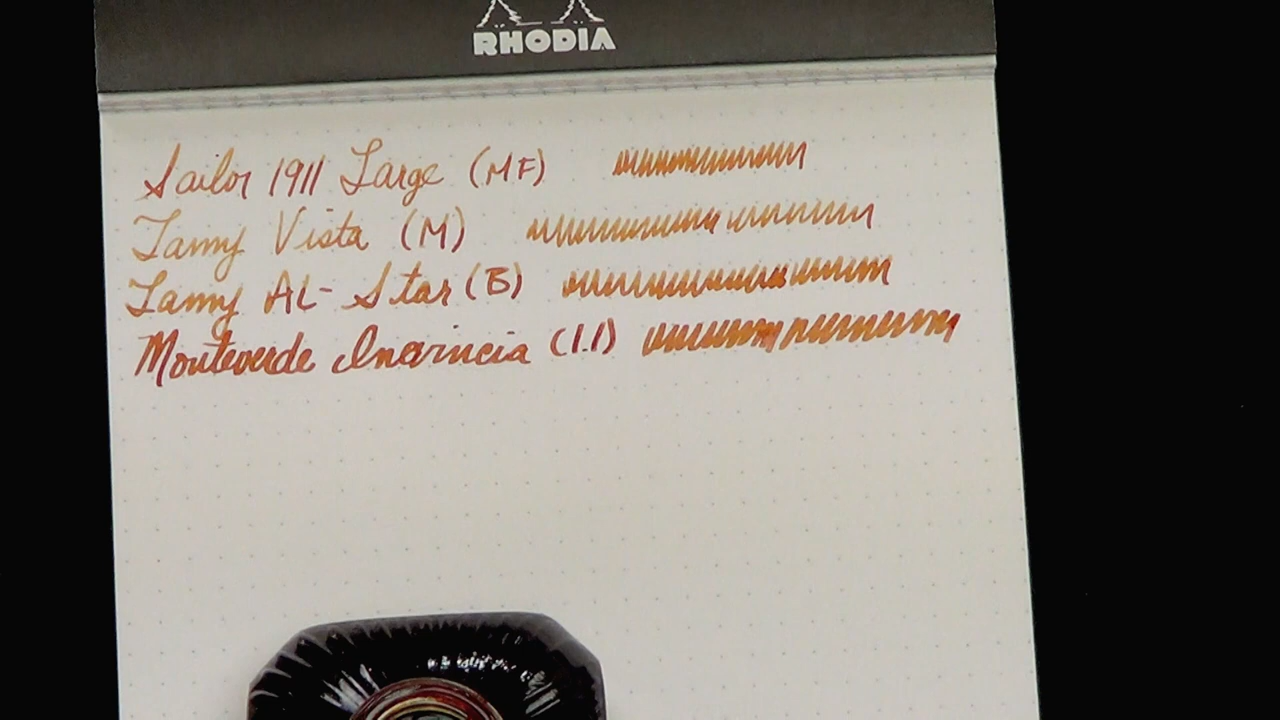 RHODIA
Sailor 1911 Large (MF)
Lamy Vista (M)
Lamy AL-Star (B)
Monteverde Invincia (1.1)